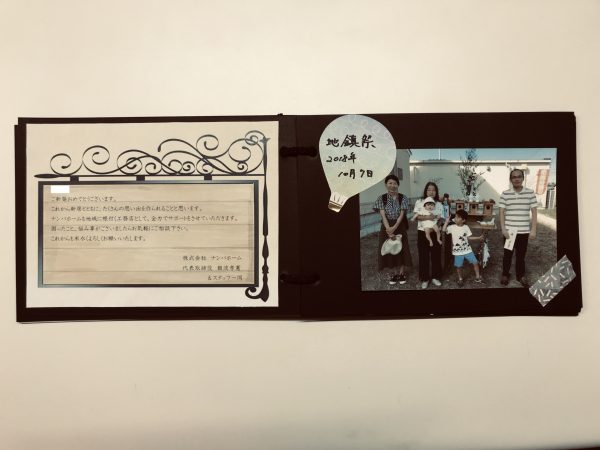 ご新築おめでとうございます。
これから新居とともに、たくさんの思い出を作られることと思います。
ナンバホームも地域に根付く工務店として、全力でサポートをさせていただきます。
困ったこと、悩み事がございましたらお気軽にご相談下さい。
これからも末永くよろしくお願いいたします。
株式会社 ナンバホーム
代表取締役 難波孝憲
&スタッフ一同
地鎮祭
2018年
10月7日